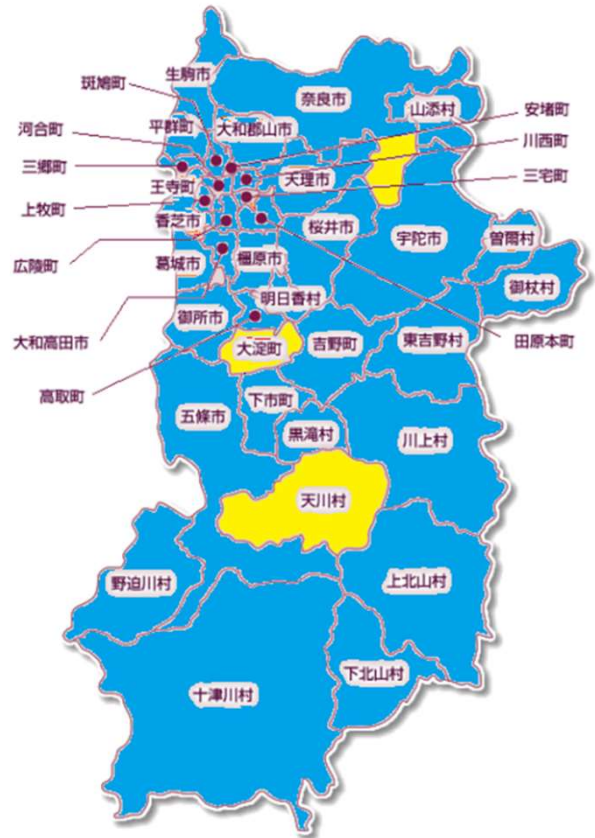 生駒市
斑鳩町
奈良市
山添村
安堵町
河合町
平群町
大和郡山市
川西町
三郷町
王寺町
天理市
三宅町
上牧町
香芝市
桜井市
宇陀市
曽爾村
広陵町
葛城市
橿原市
御杖村
明日香村
御所市
大和高田市
大淀町
吉野町
東吉野村
田原本町
高取町
五條市
下市町
黒滝村
川上村
天川村
野迫川村
上北山村
下北山村
十津川村